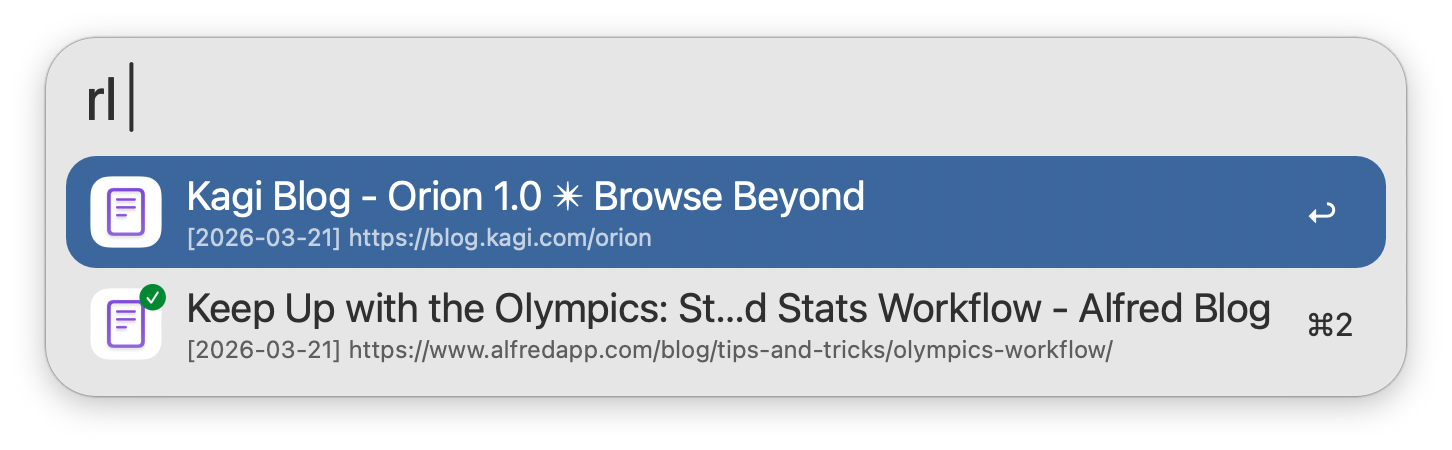 rl
Kagi Blog - Orion 1.0 ✴ Browse Beyond
[2026-03-21] https://blog.kagi.com/orion
Keep Up with the Olympics: St...d Stats Workflow - Alfred Blog
⌘2
[2026-03-21] https://www.alfredapp.com/blog/tips-and-tricks/olympics-workflow/